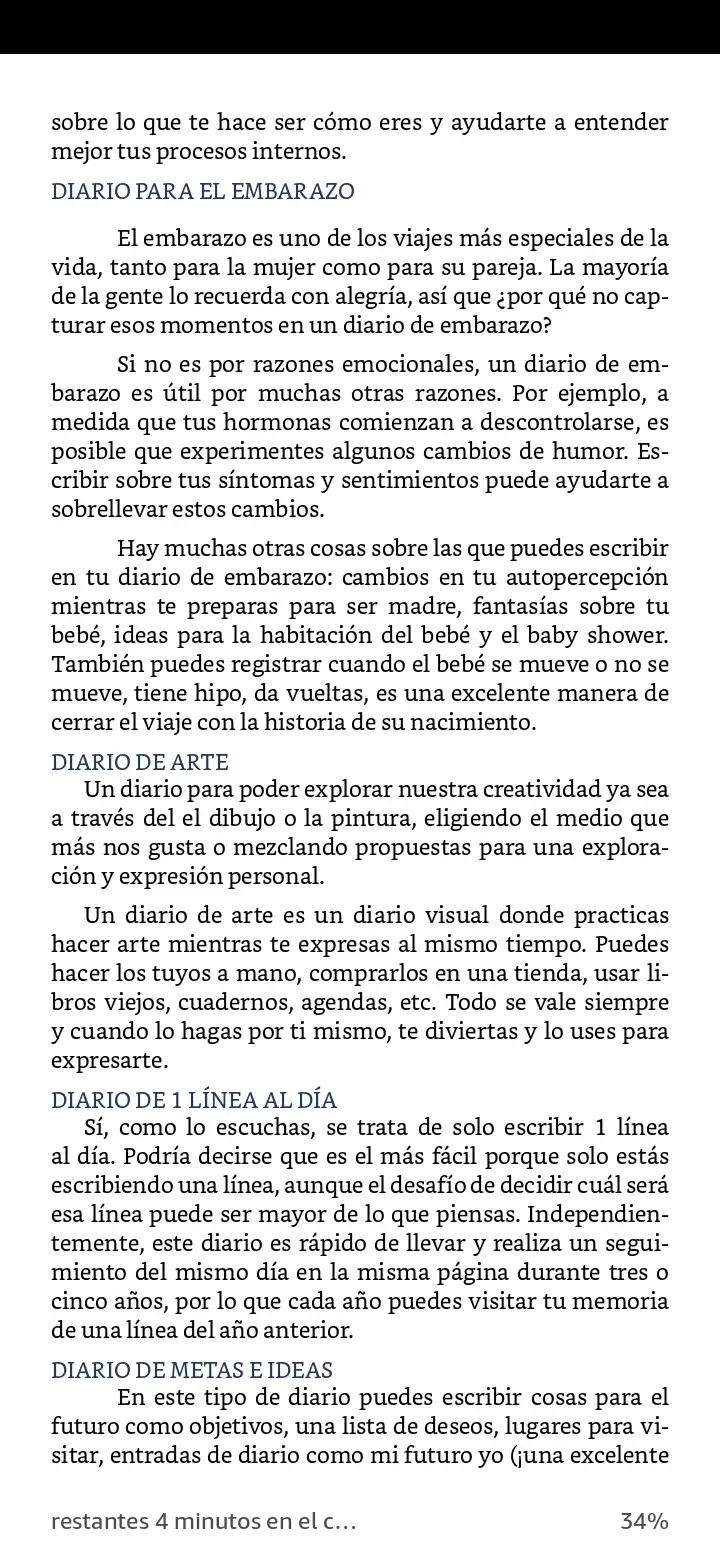 sobre lo que te hace ser cómo eres y ayudarte a entender
mejor tus procesos internos.
DIARIO PARA EL EMBARAZO
El embarazo es uno de los viajes más especiales de la
vida, tanto para la mujer como para su pareja. La mayoría
de la gente lo recuerda con alegría, así que ¿por qué no cap-
turar esos momentos en un diario de embarazo?
Si no es por razones emocionales, un diario de em-
barazo es útil por muchas otras razones. Por ejemplo, a
medida que tus hormonas comienzan a descontrolarse, es
posible que experimentes algunos cambios de humor. Es-
cribir sobre tus síntomas y sentimientos puede ayudarte a
sobrellevar estos cambios.
Hay muchas otras cosas sobre las que puedes escribir
en tu diario de embarazo: cambios en tu autopercepción
mientras te preparas para ser madre, fantasías sobre tu
bebé, ideas para la habitación del bebé y el baby shower.
También puedes registrar cuando el bebé se mueve o no se
mueve, tiene hipo, da vueltas, es una excelente manera de
cerrar el viaje con la historia de su nacimiento.
DIARIO DE ARTE
Un diario para poder explorar nuestra creatividad ya sea
a través del el dibujo o la pintura, eligiendo el medio que
más nos gusta o mezclando propuestas para una explora-
ción y expresión personal.
Un diario de arte es un diario visual donde practicas
hacer arte mientras te expresas al mismo tiempo. Puedes
hacer los tuyos a mano, comprarlos en una tienda, usar li-
bros viejos, cuadernos, agendas, etc. Todo se vale siempre
y cuando lo hagas por ti mismo, te diviertas y lo uses para
expresarte.
DIARIO DE 1 LÍNEA AL DÍA
Sí, como lo escuchas, se trata de solo escribir 1 línea
al día. Podría decirse que es el más fácil porque solo estás
escribiendo una línea, aunque el desafío de decidir cuál será
esa línea puede ser mayor de lo que piensas. Independien-
temente, este diario es rápido de llevar y realiza un segui-
miento del mismo día en la misma página durante tres o
cinco años, por lo que cada año puedes visitar tu memoria
de una línea del año anterior.
DIARIO DE METAS E IDEAS
En este tipo de diario puedes escribir cosas para el
futuro como objetivos, una lista de deseos, lugares para vi-
sitar, entradas de diario como mi futuro yo (¡una excelente
restantes 4 minutos en el c… 34%